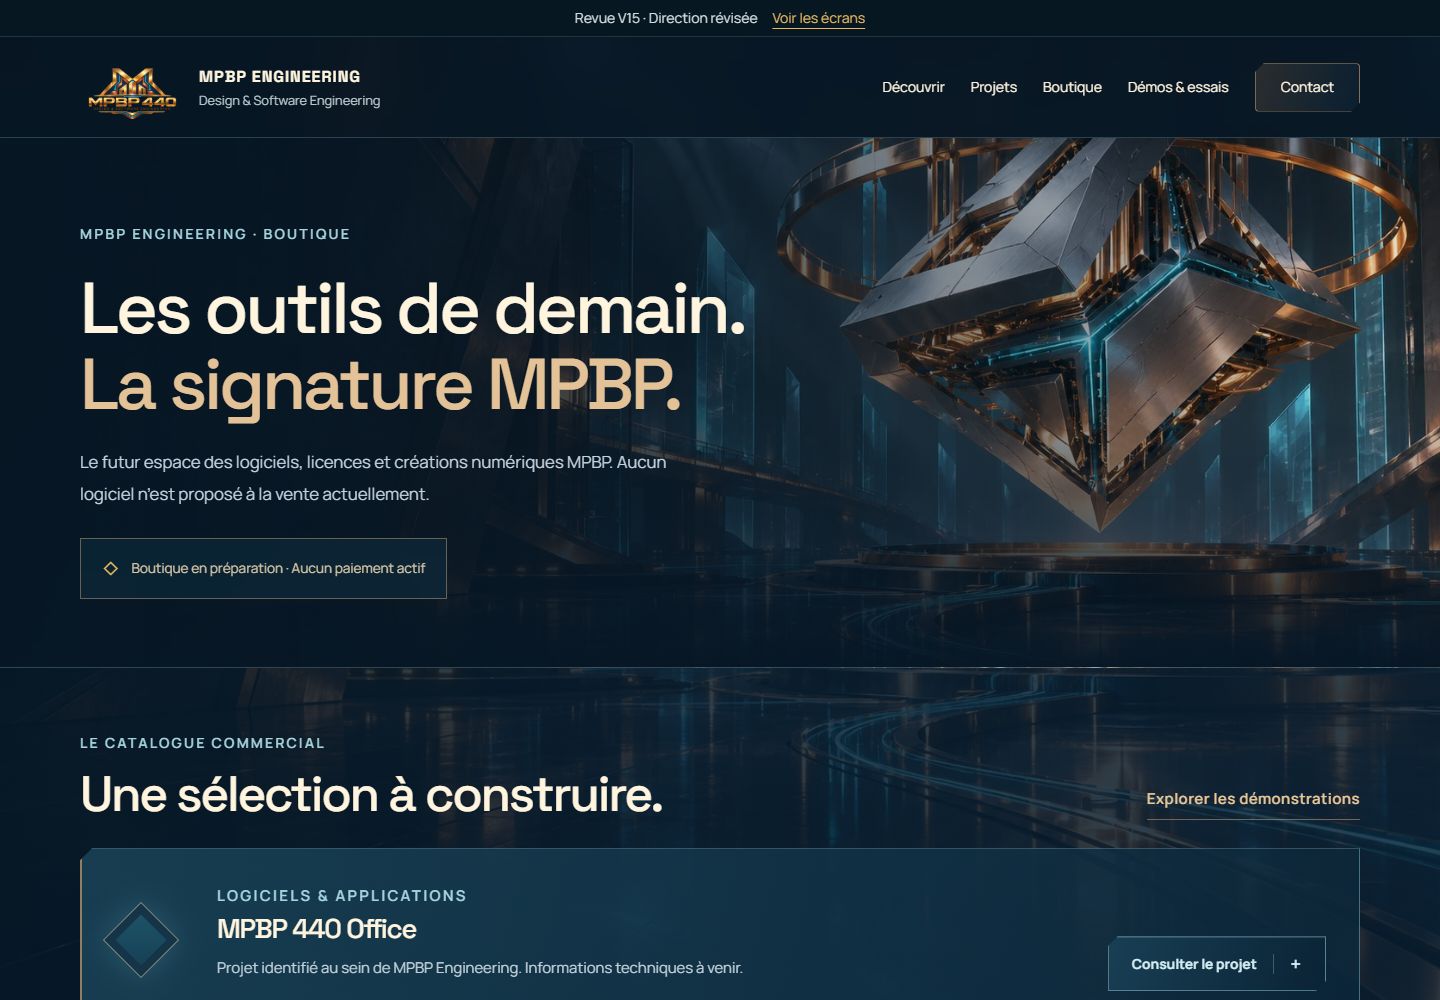 Revue V15 · Direction révisée Voir les écrans
MPBP 440
MPBP ENGINEERING
Design & Software Engineering
Découvrir Projets Boutique Démos & essais Contact
MPBP ENGINEERING · BOUTIQUE
Les outils de demain.
La signature MPBP.
Le futur espace des logiciels, licences et créations numériques MPBP. Aucun
logiciel n'est proposé à la vente actuellement.
Boutique en préparation · Aucun paiement actif
LE CATALOGUE COMMERCIAL
Une sélection à construire.
Explorer les démonstrations
LOGICIELS & APPLICATIONS
MPBP 440 Office
Projet identifié au sein de MPBP Engineering. Informations techniques à venir.
Consulter le projet +